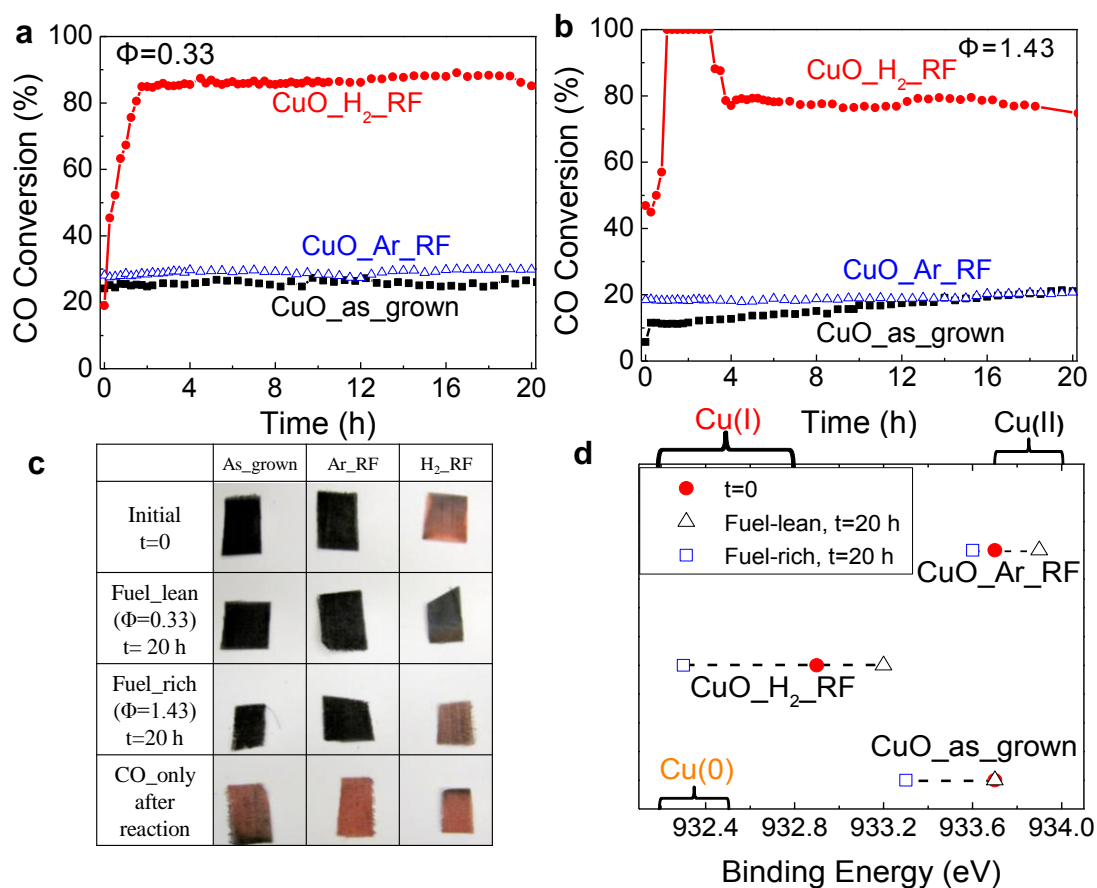 a
Φ=0.33
CuO_H₂_RF
CuO_Ar_RF
CuO_as_grown
CO Conversion (%)
100
80
60
40
20
0
0 4 8 12 16 20
Time (h)
b
Φ=1.43
CuO_H₂_RF
CuO_Ar_RF
CuO_as_grown
CO Conversion (%)
100
80
60
40
20
0
0 4 8 12 16 20
Time (h)
c
As_grown Ar_RF H₂_RF
Initial
t=0
Fuel_lean
(Φ=0.33)
t= 20 h
Fuel_rich
(Φ=1.43)
t=20 h
CO_only
after
reaction
d
Cu(I)
Cu(II)
t=0
Fuel-lean, t=20 h
Fuel-rich, t=20 h
CuO_Ar_RF
CuO_H₂_RF
CuO_as_grown
Cu(0)
932.4 932.8 933.2 933.6 934.0
Binding Energy (eV)